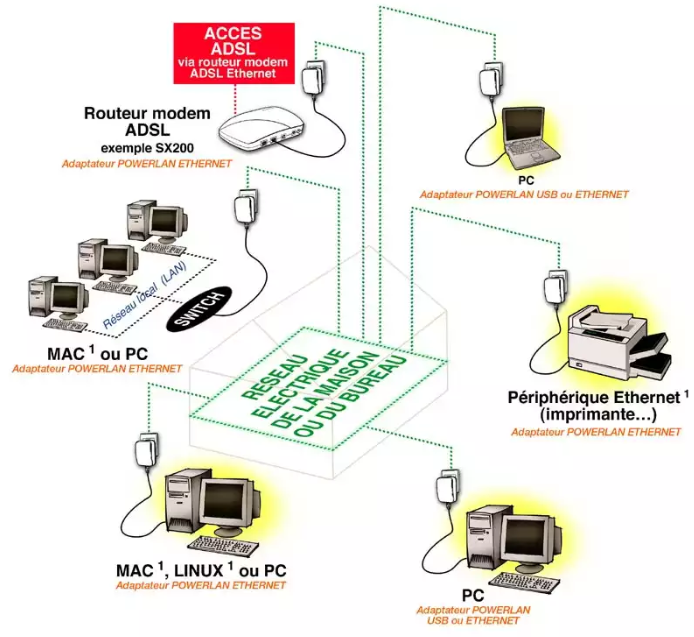 ACCES
ADSL
via routeur modem
ADSL Ethernet
Routeur modem
ADSL
exemple SX200
Adaptateur POWERLAN ETHERNET
PC
Adaptateur POWERLAN USB ou ETHERNET
Réseau local (LAN)
SWITCH
MAC 1 ou PC
Adaptateur POWERLAN ETHERNET
RESEAU
ELECTRIQUE
DE LA MAISON
OU DU BUREAU
Périphérique Ethernet 1
(imprimante...)
Adaptateur POWERLAN ETHERNET
MAC 1, LINUX 1 ou PC
Adaptateur POWERLAN ETHERNET
PC
Adaptateur POWERLAN
USB ou ETHERNET